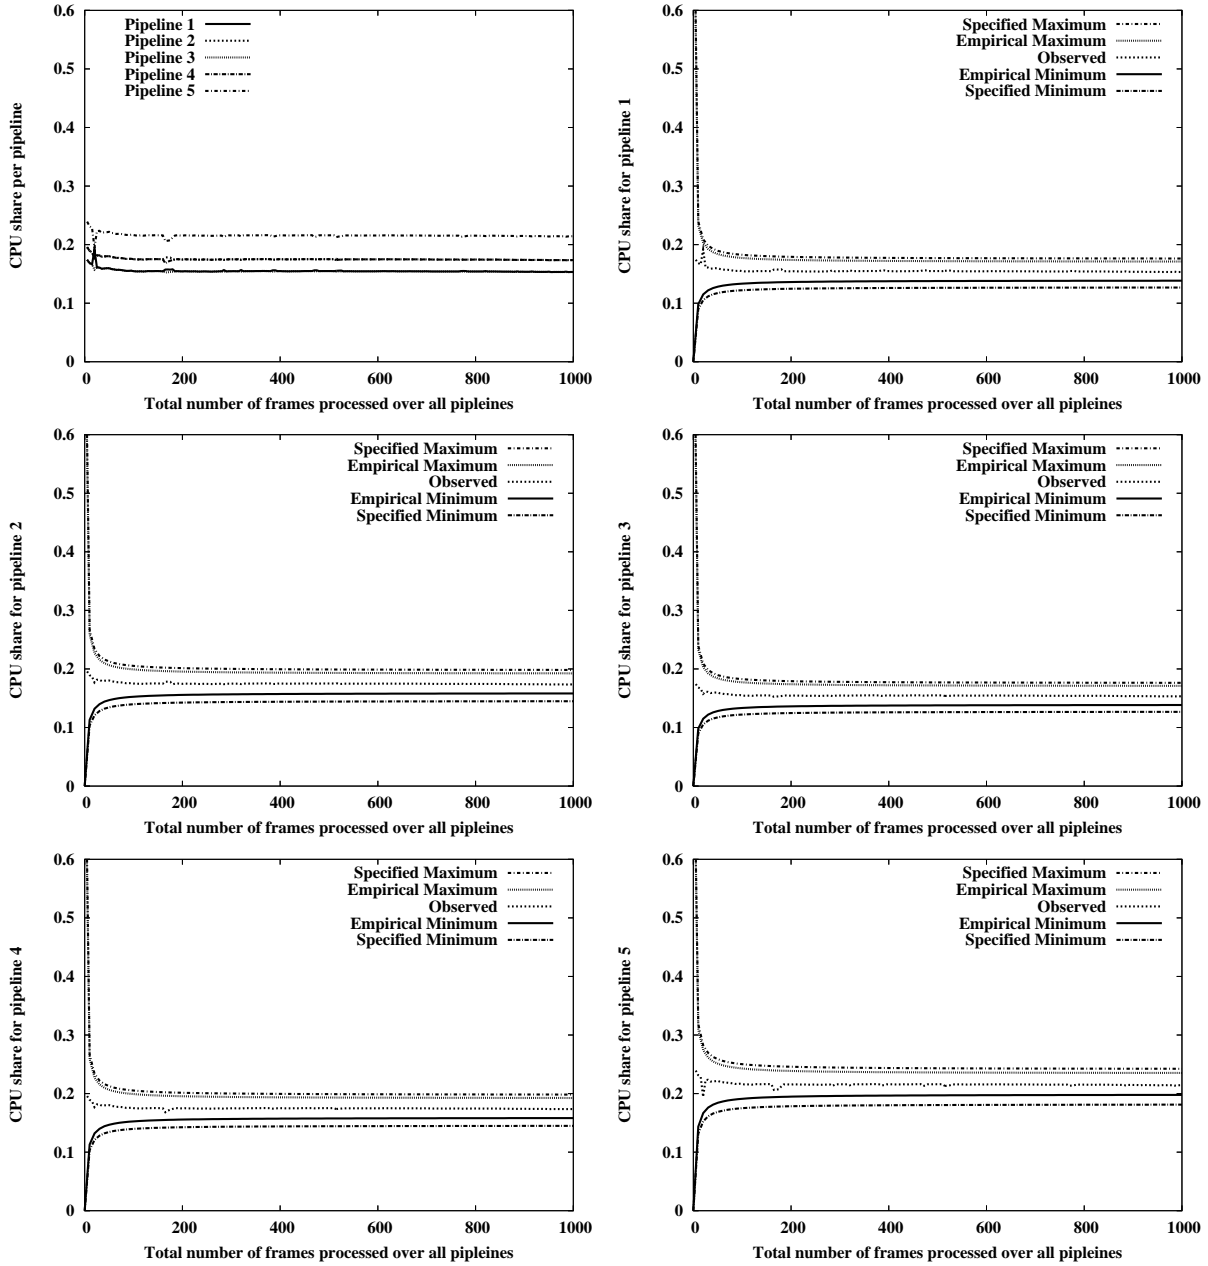 0.6
0.5
0.4
0.3
0.2
0.1
0
0 200 400 600 800 1000
CPU share per pipeline
Total number of frames processed over all pipleines
Pipeline 1
Pipeline 2
Pipeline 3
Pipeline 4
Pipeline 5
0.6
0.5
0.4
0.3
0.2
0.1
0
0 200 400 600 800 1000
CPU share for pipeline 1
Total number of frames processed over all pipleines
Specified Maximum
Empirical Maximum
Observed
Empirical Minimum
Specified Minimum
0.6
0.5
0.4
0.3
0.2
0.1
0
0 200 400 600 800 1000
CPU share for pipeline 2
Total number of frames processed over all pipleines
Specified Maximum
Empirical Maximum
Observed
Empirical Minimum
Specified Minimum
0.6
0.5
0.4
0.3
0.2
0.1
0
0 200 400 600 800 1000
CPU share for pipeline 3
Total number of frames processed over all pipleines
Specified Maximum
Empirical Maximum
Observed
Empirical Minimum
Specified Minimum
0.6
0.5
0.4
0.3
0.2
0.1
0
0 200 400 600 800 1000
CPU share for pipeline 4
Total number of frames processed over all pipleines
Specified Maximum
Empirical Maximum
Observed
Empirical Minimum
Specified Minimum
0.6
0.5
0.4
0.3
0.2
0.1
0
0 200 400 600 800 1000
CPU share for pipeline 5
Total number of frames processed over all pipleines
Specified Maximum
Empirical Maximum
Observed
Empirical Minimum
Specified Minimum